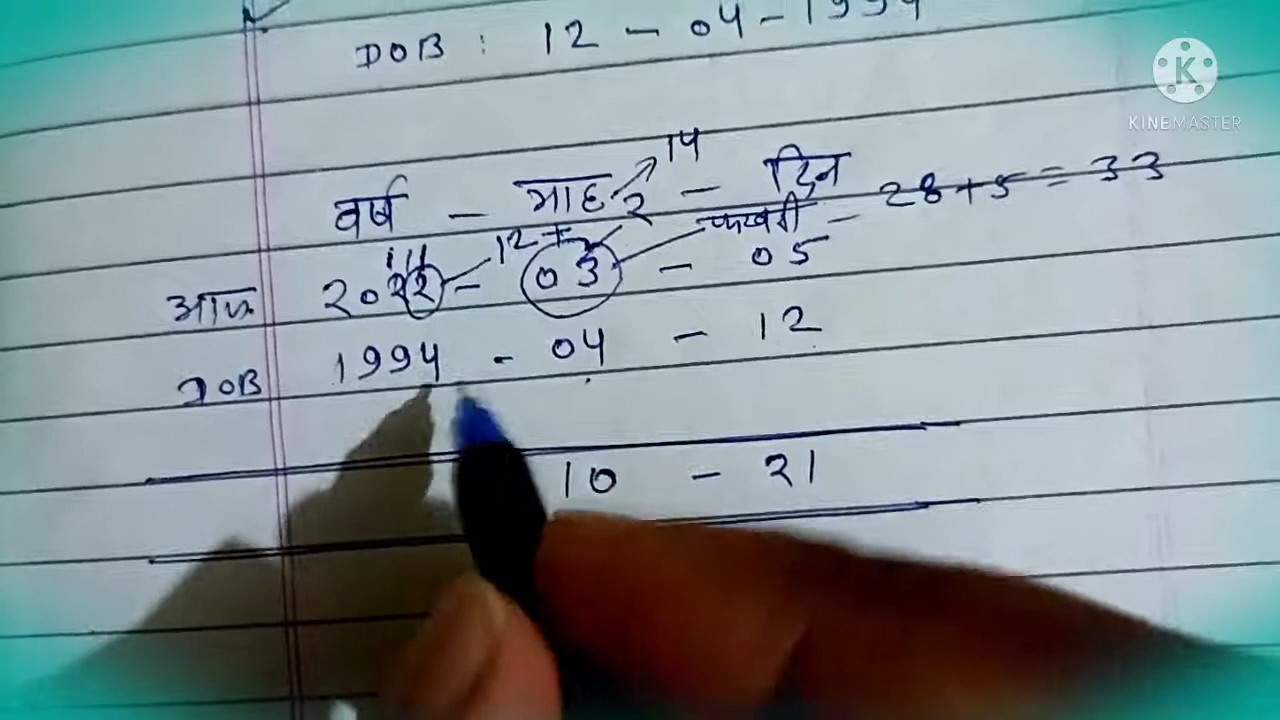 DOB : 12 - 04 - 1994
14
वर्ष - माह - दिन
2
12 + फरवरी - 28 + 5 = 33
आज 2022 - 03 - 05
DOB 1994 - 04 - 12
10 - 21
KINEMASTER